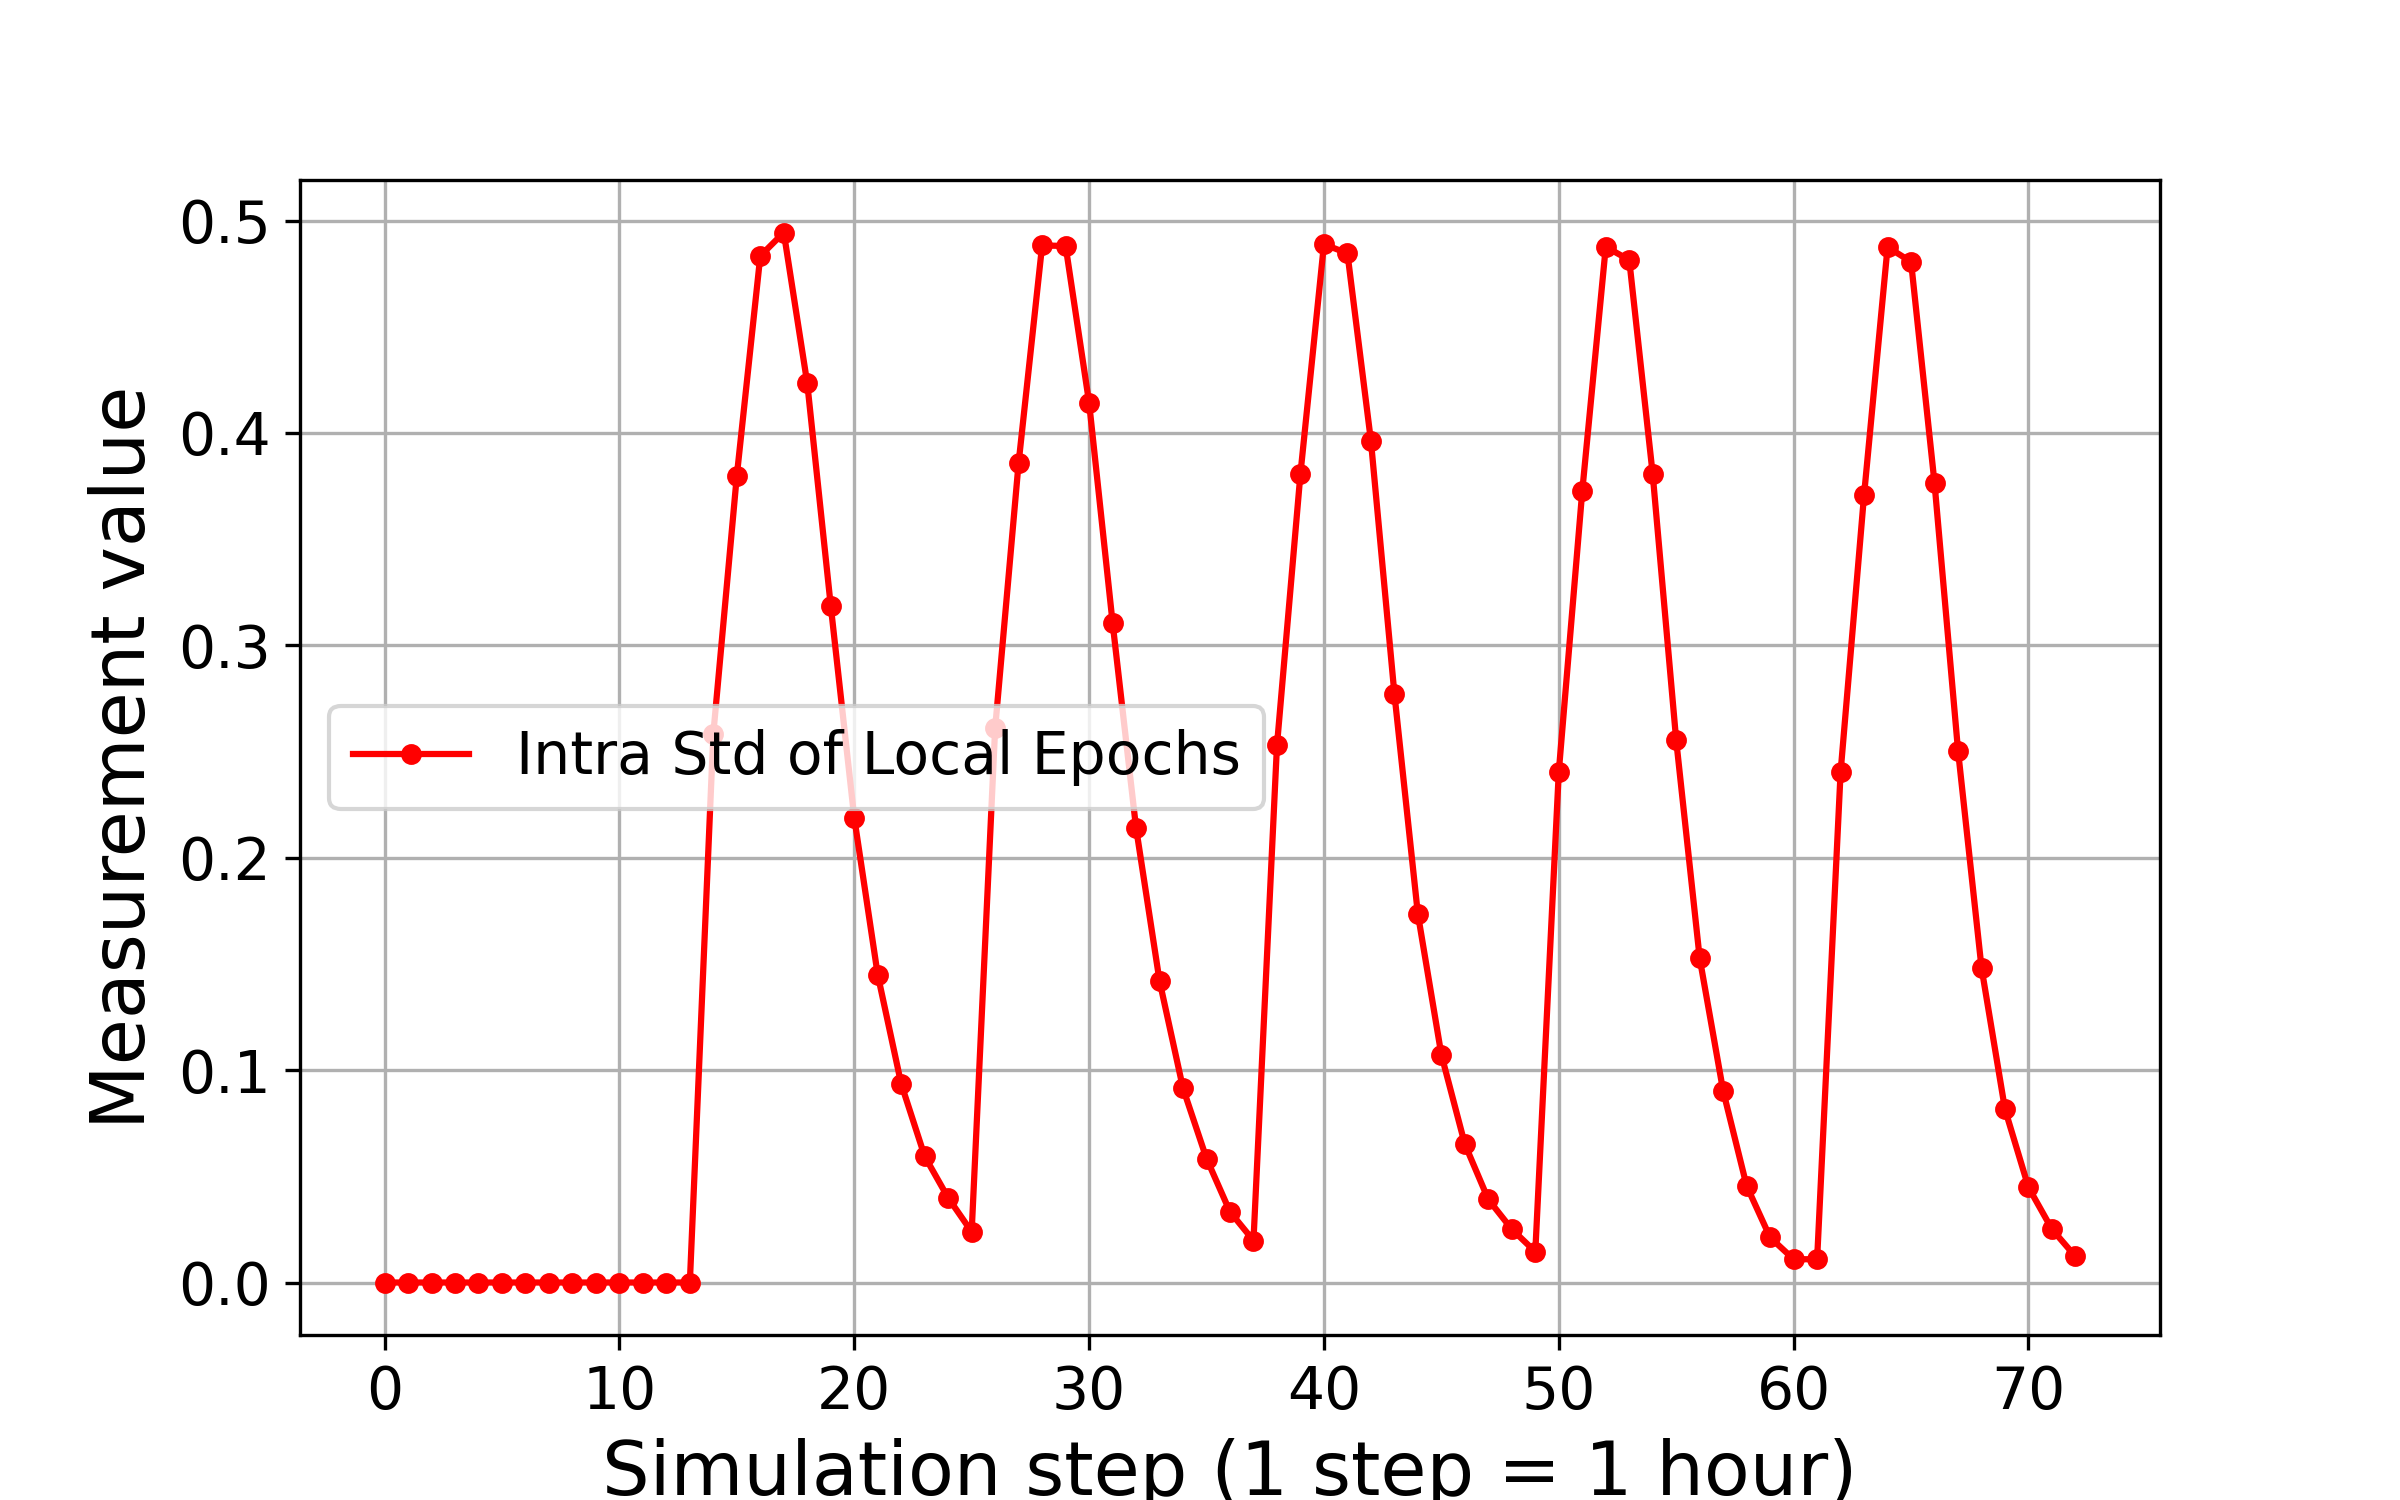 0.5
0.4
0.3
0.2
0.1
0.0
Measurement value
Intra Std of Local Epochs
0 10 20 30 40 50 60 70
Simulation step (1 step = 1 hour)